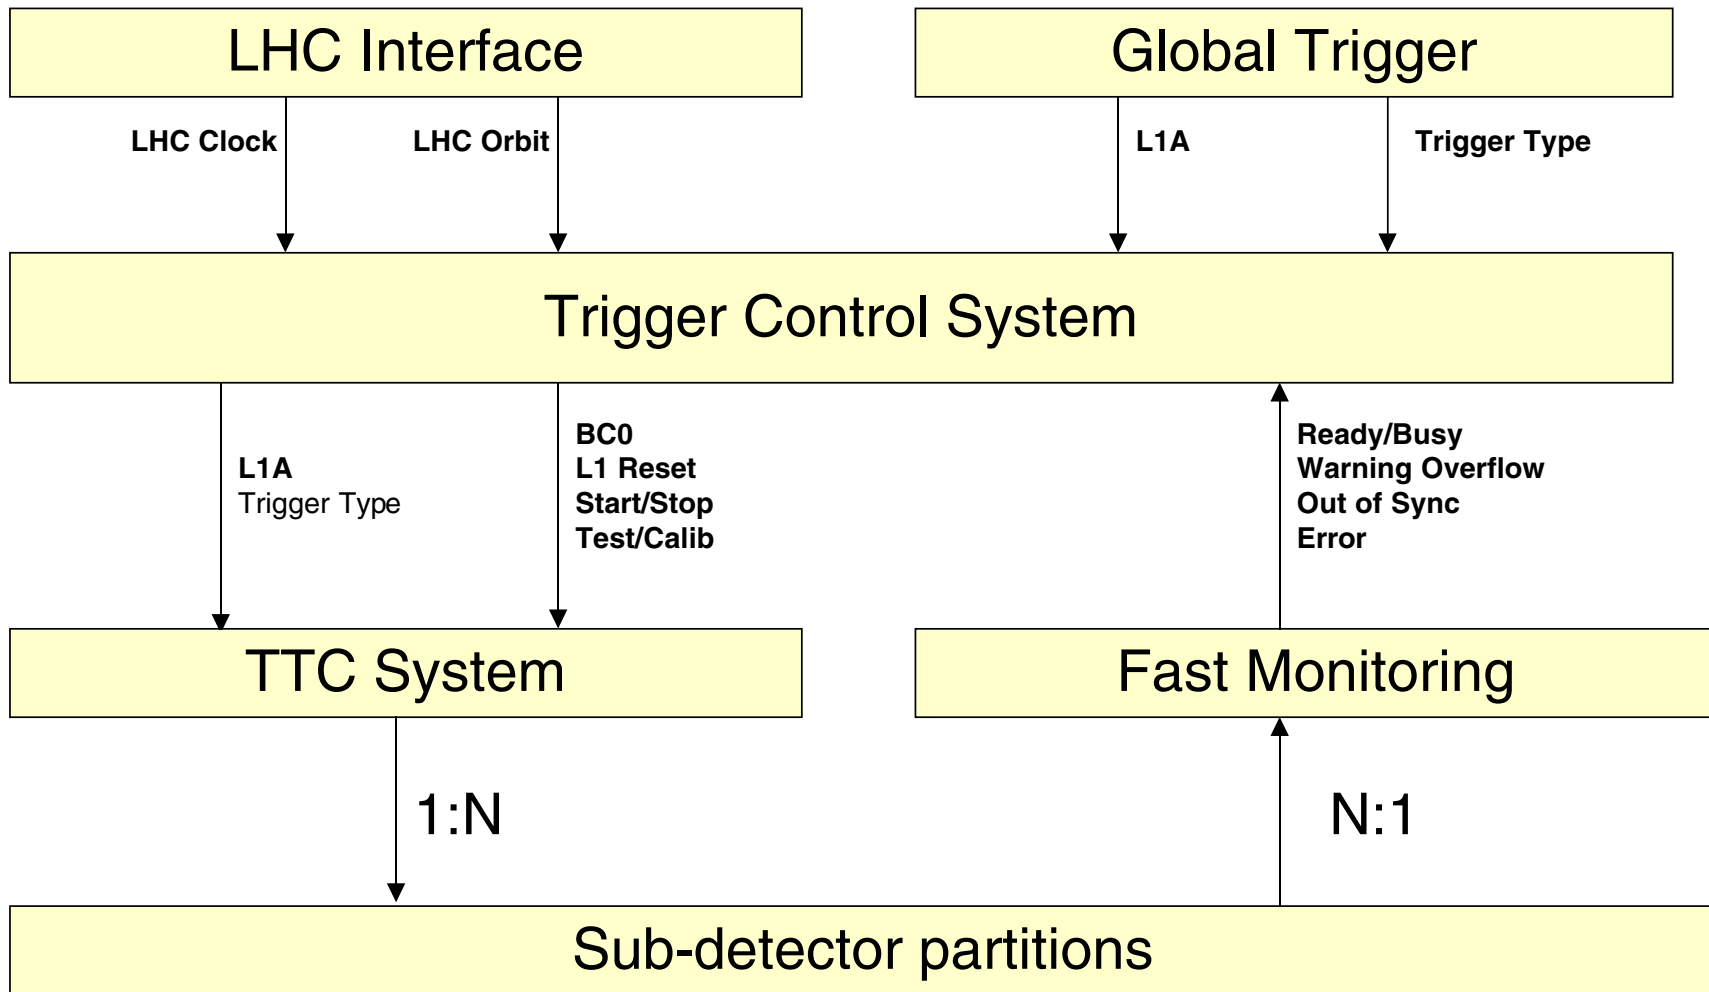 LHC Interface
Global Trigger
LHC Clock
LHC Orbit
L1A
Trigger Type
Trigger Control System
L1A
Trigger Type
BC0
L1 Reset
Start/Stop
Test/Calib
Ready/Busy
Warning Overflow
Out of Sync
Error
TTC System
Fast Monitoring
1:N
N:1
Sub-detector partitions